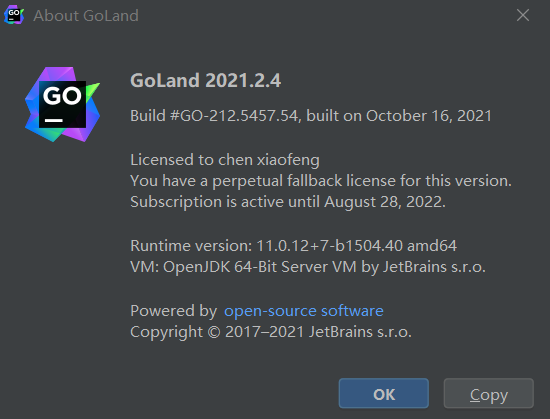 GO
About GoLand
GO
GoLand 2021.2.4
Build #GO-212.5457.54, built on October 16, 2021
Licensed to chen xiaofeng
You have a perpetual fallback license for this version.
Subscription is active until August 28, 2022.
Runtime version: 11.0.12+7-b1504.40 amd64
VM: OpenJDK 64-Bit Server VM by JetBrains s.r.o.
Powered by open-source software
Copyright © 2017–2021 JetBrains s.r.o.
OK
Copy